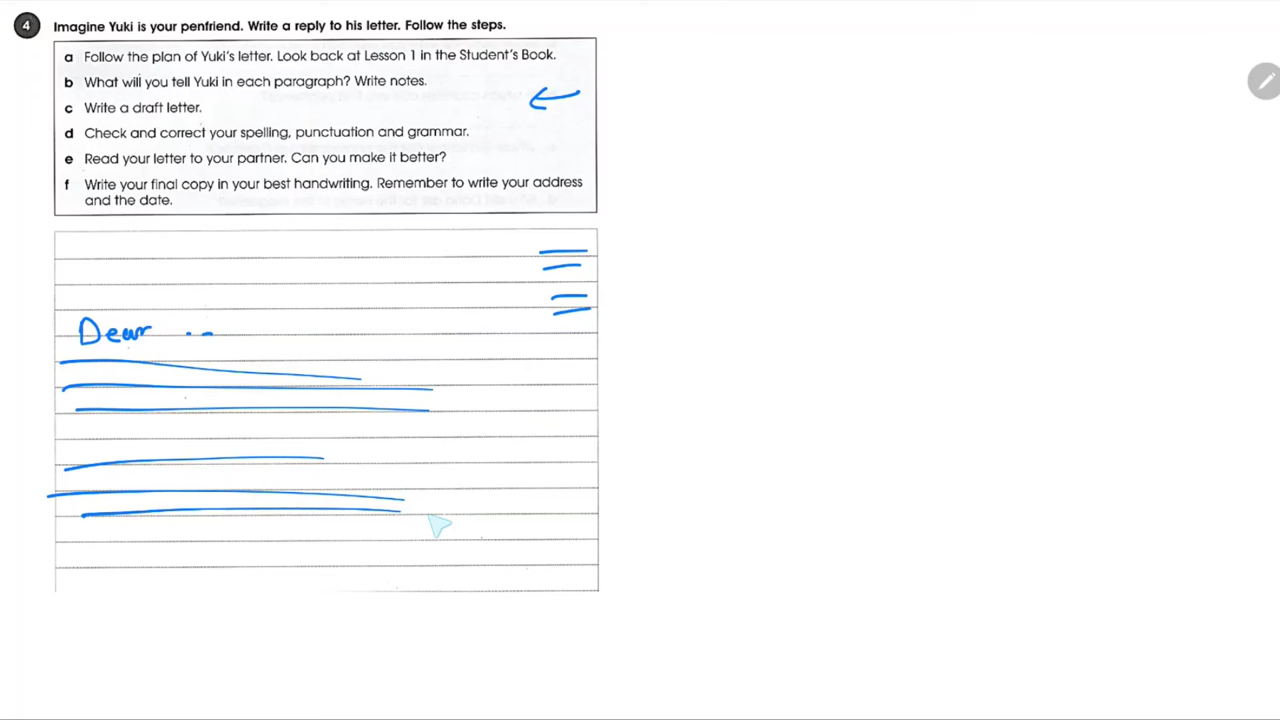 4 Imagine Yuki is your penfriend. Write a reply to his letter. Follow the steps.
a Follow the plan of Yuki's letter. Look back at Lesson 1 in the Student's Book.
b What will you tell Yuki in each paragraph? Write notes.
c Write a draft letter.
d Check and correct your spelling, punctuation and grammar.
e Read your letter to your partner. Can you make it better?
f Write your final copy in your best handwriting. Remember to write your address
and the date.
Dear ..